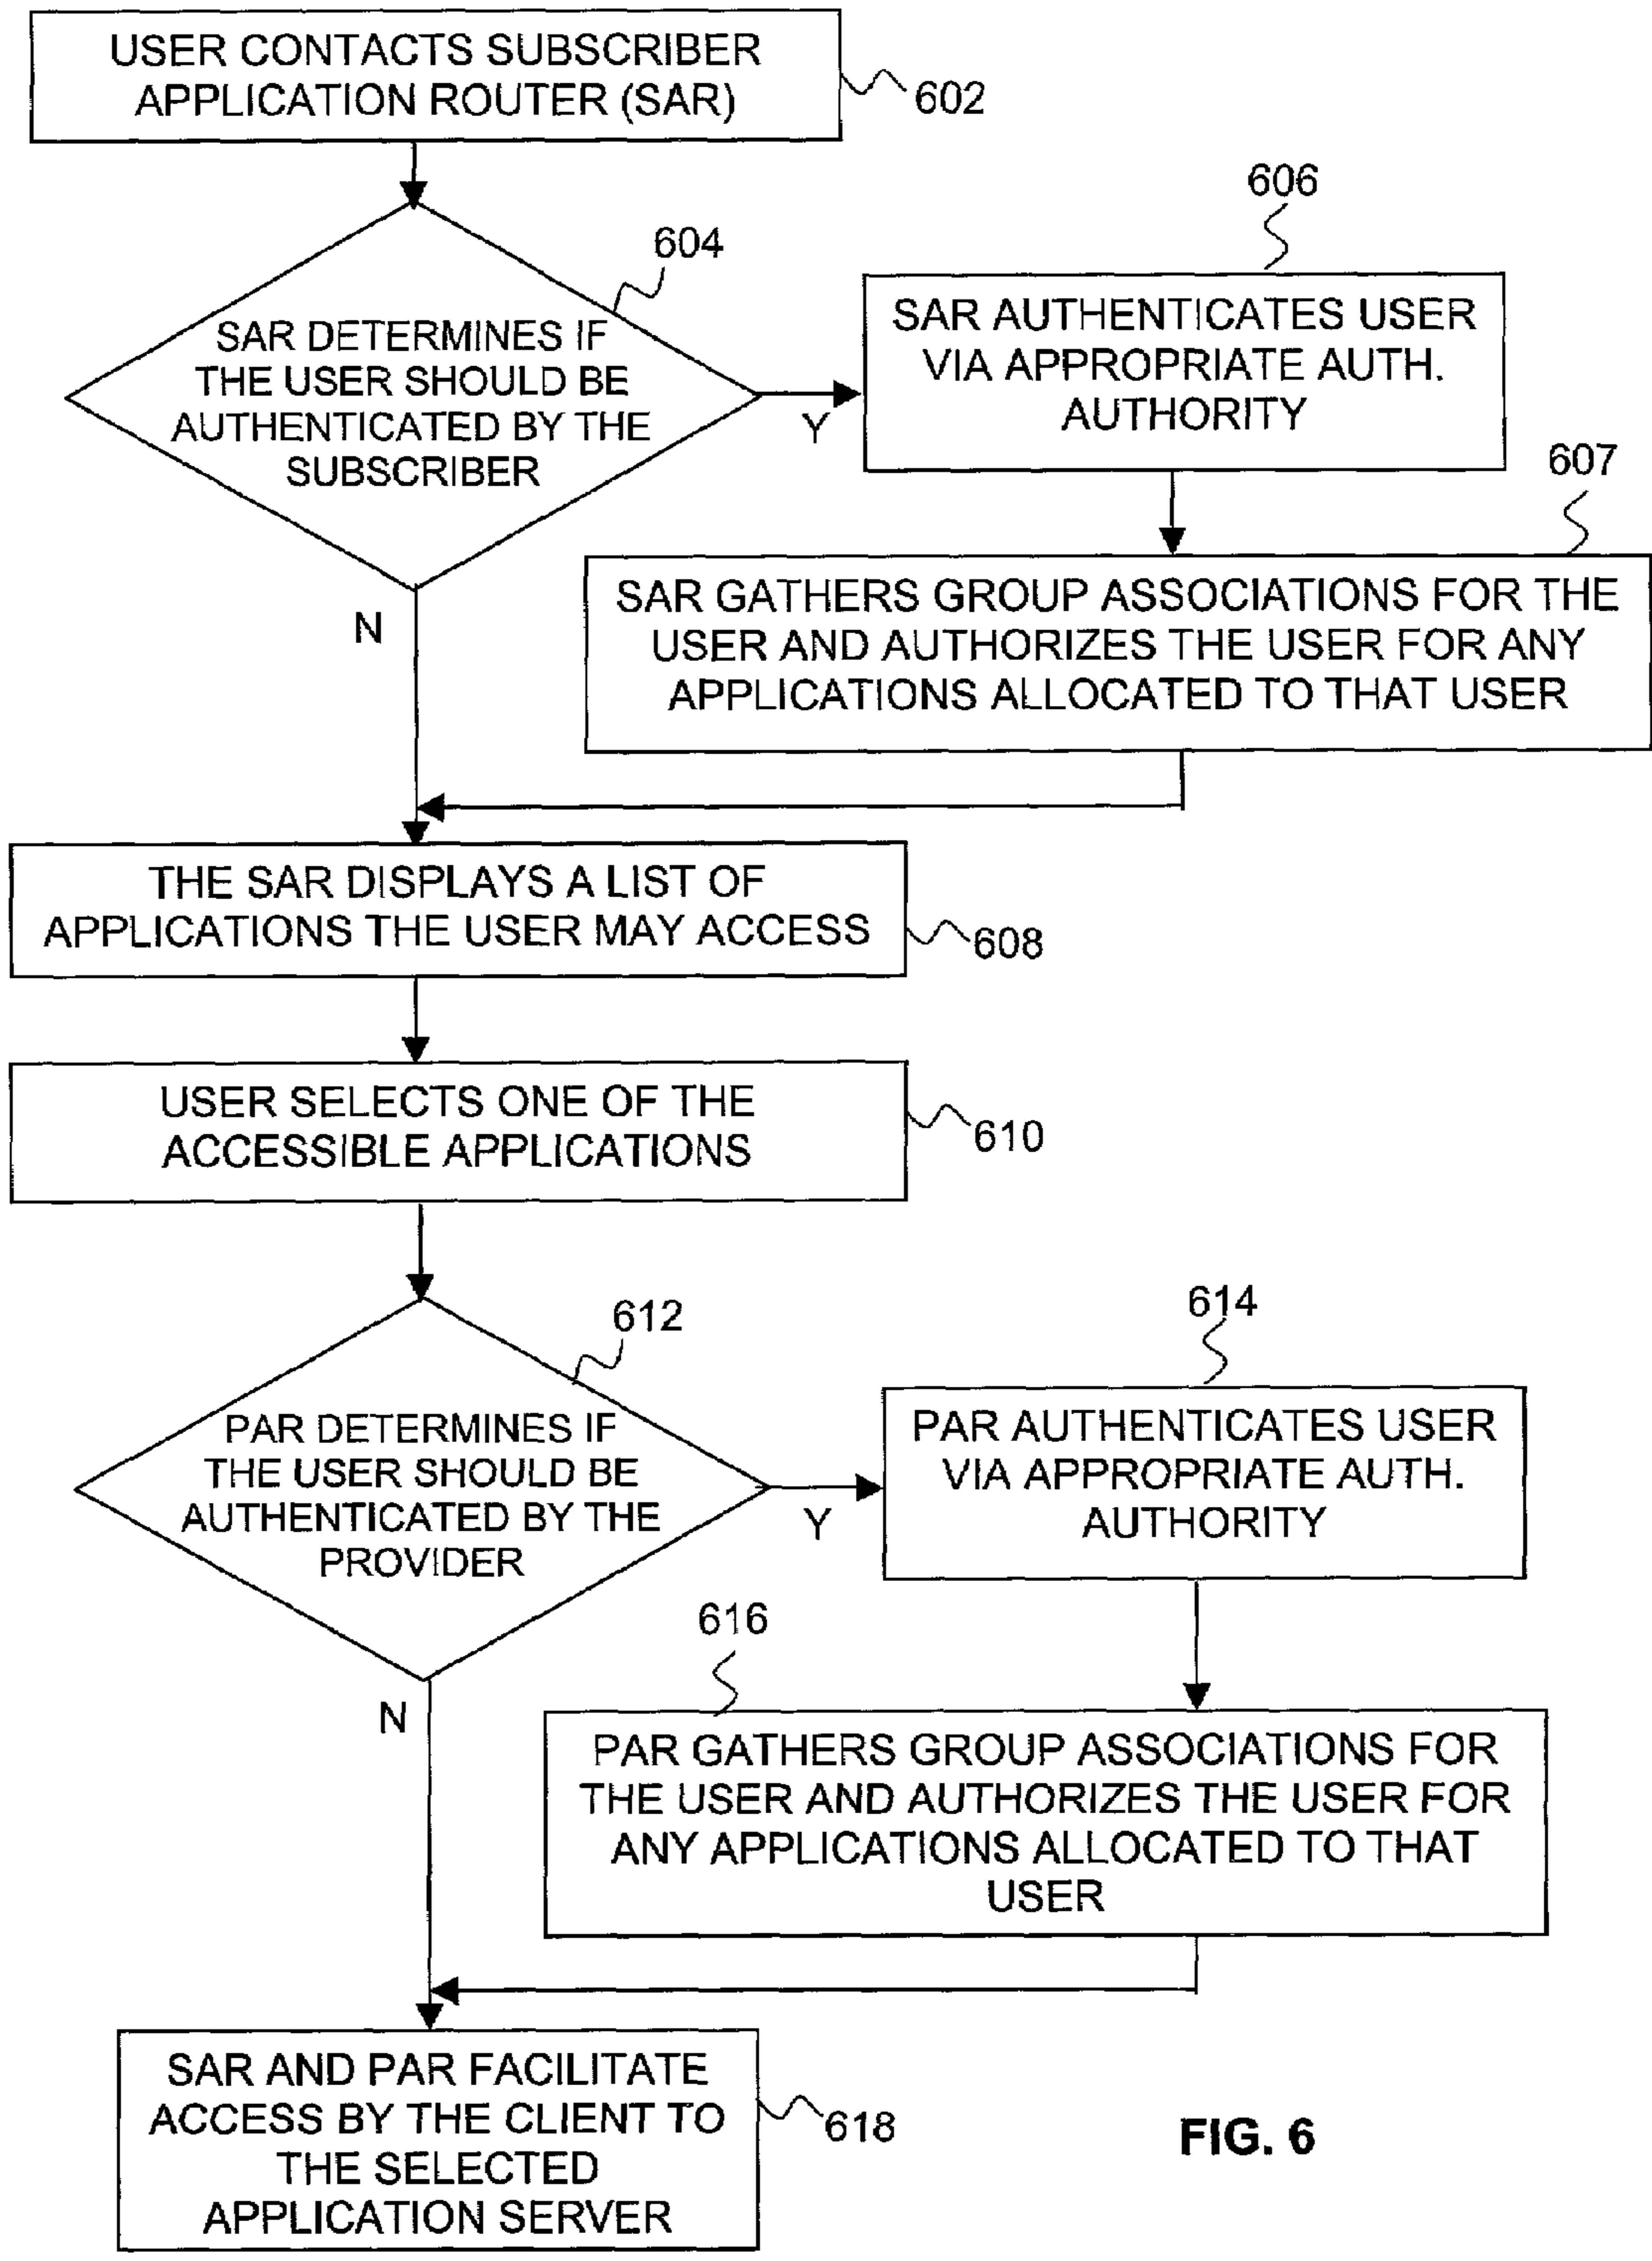 USER CONTACTS SUBSCRIBER
APPLICATION ROUTER (SAR)
602
604
SAR DETERMINES IF
THE USER SHOULD BE
AUTHENTICATED BY THE
SUBSCRIBER
Y
N
606
SAR AUTHENTICATES USER
VIA APPROPRIATE AUTH.
AUTHORITY
607
SAR GATHERS GROUP ASSOCIATIONS FOR THE
USER AND AUTHORIZES THE USER FOR ANY
APPLICATIONS ALLOCATED TO THAT USER
THE SAR DISPLAYS A LIST OF
APPLICATIONS THE USER MAY ACCESS
608
USER SELECTS ONE OF THE
ACCESSIBLE APPLICATIONS
610
612
PAR DETERMINES IF
THE USER SHOULD BE
AUTHENTICATED BY THE
PROVIDER
Y
N
614
PAR AUTHENTICATES USER
VIA APPROPRIATE AUTH.
AUTHORITY
616
PAR GATHERS GROUP ASSOCIATIONS FOR
THE USER AND AUTHORIZES THE USER FOR
ANY APPLICATIONS ALLOCATED TO THAT
USER
SAR AND PAR FACILITATE
ACCESS BY THE CLIENT TO
THE SELECTED
APPLICATION SERVER
618
FIG. 6